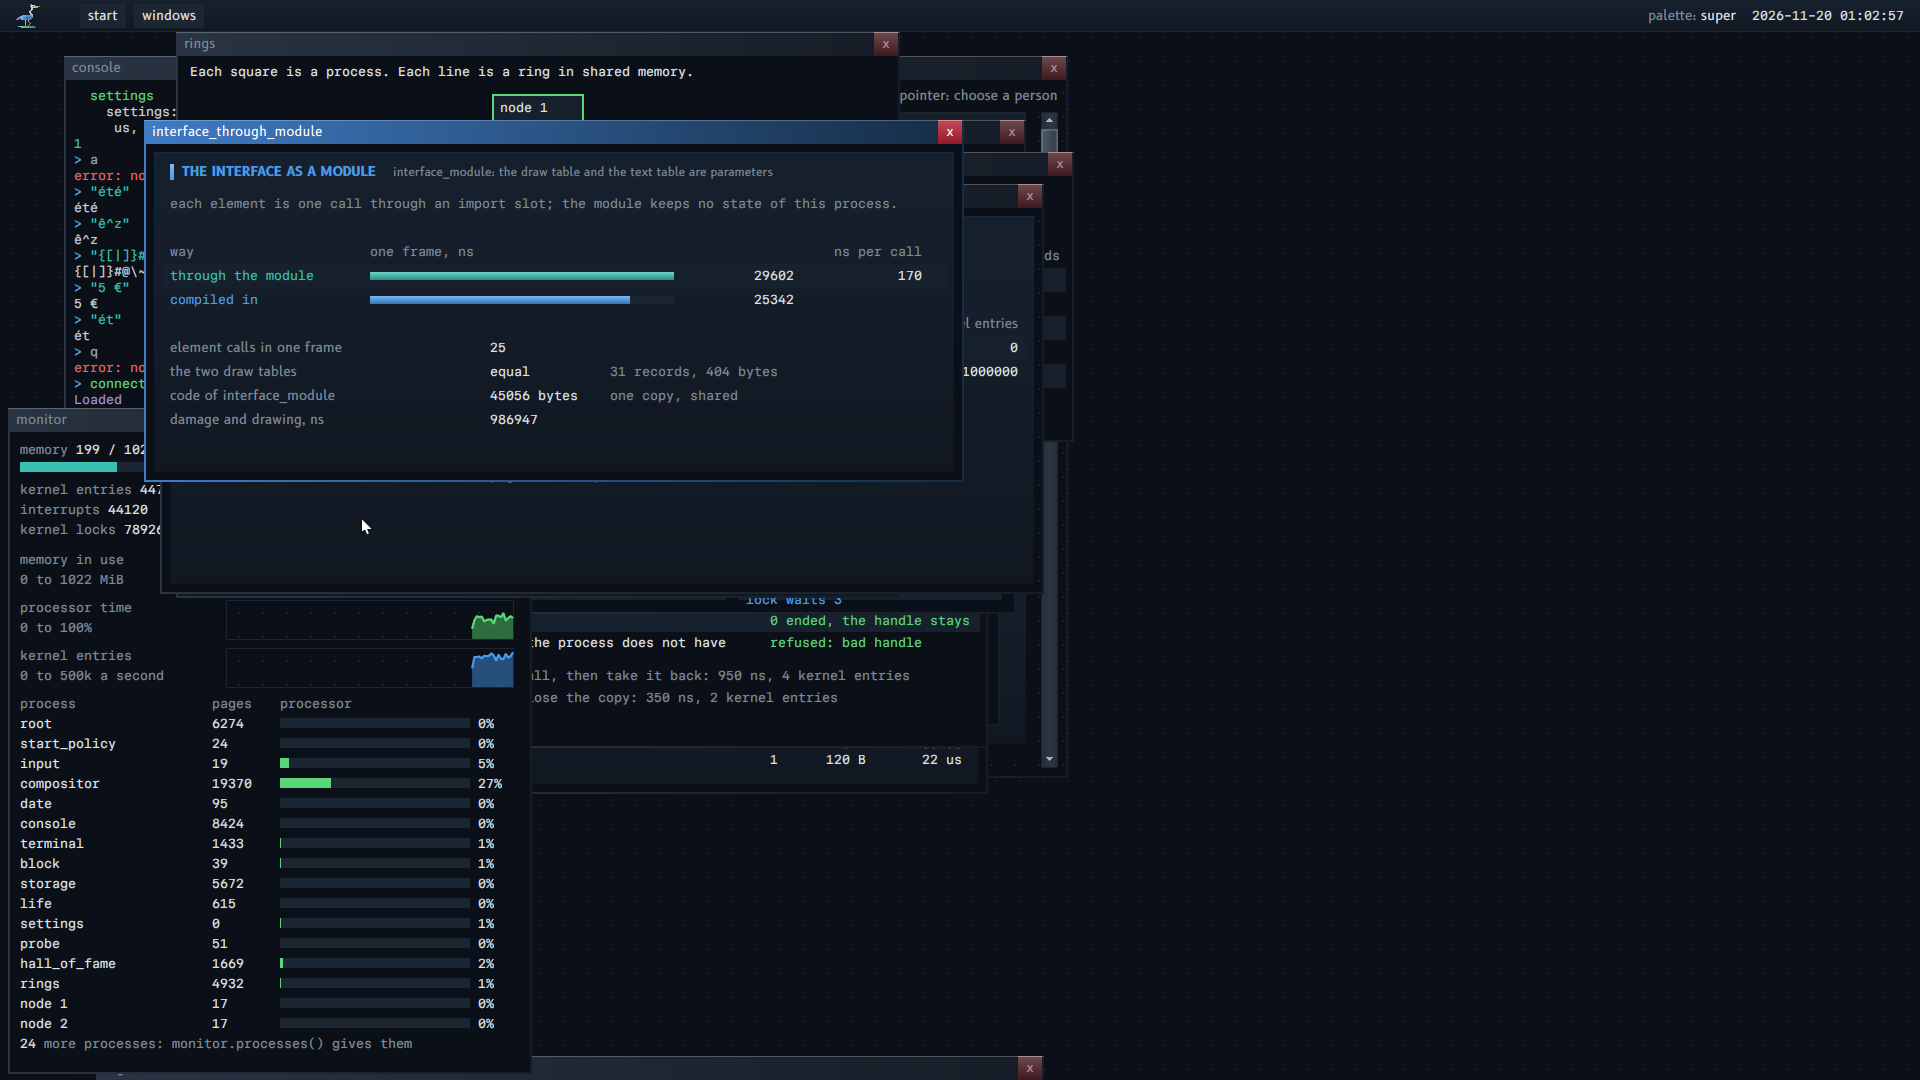 start windows palette: super 2026-11-20 01:02:57
rings x
console x
Each square is a process. Each line is a ring in shared memory.
settings
pointer: choose a person
settings:
node 1
us,
interface_through_module x x
1
> a
x
error: no
THE INTERFACE AS A MODULE interface_module: the draw table and the text table are parameters
> "été"
x
été
each element is one call through an import slot; the module keeps no state of this process.
> "ê^z"
ê^z
way one frame, ns ns per call
> "{[|]}#
ds
{[|]}#@\~
through the module 29602 170
> "5 €"
5 €
compiled in 25342
> "ét"
l entries
ét
element calls in one frame 25
0
> q
error: no
the two draw tables equal 31 records, 404 bytes
1000000
> connect
code of interface_module 45056 bytes one copy, shared
Loaded
damage and drawing, ns 986947
monitor
memory 199 / 102
kernel entries 447
interrupts 44120
kernel locks 78926
memory in use
0 to 1022 MiB
processor time
0 to 100%
lock waits 3
0 ended, the handle stays
the process does not have refused: bad handle
kernel entries
0 to 500k a second
all, then take it back: 950 ns, 4 kernel entries
lose the copy: 350 ns, 2 kernel entries
process pages processor
root 6274 0%
start_policy 24 0%
input 19 5%
1 120 B 22 us
compositor 19370 27%
date 95 0%
console 8424 0%
terminal 1433 1%
block 39 1%
storage 5672 0%
life 615 0%
settings 0 1%
probe 51 0%
hall_of_fame 1669 2%
rings 4932 1%
node 1 17 0%
node 2 17 0%
24 more processes: monitor.processes() gives them
x